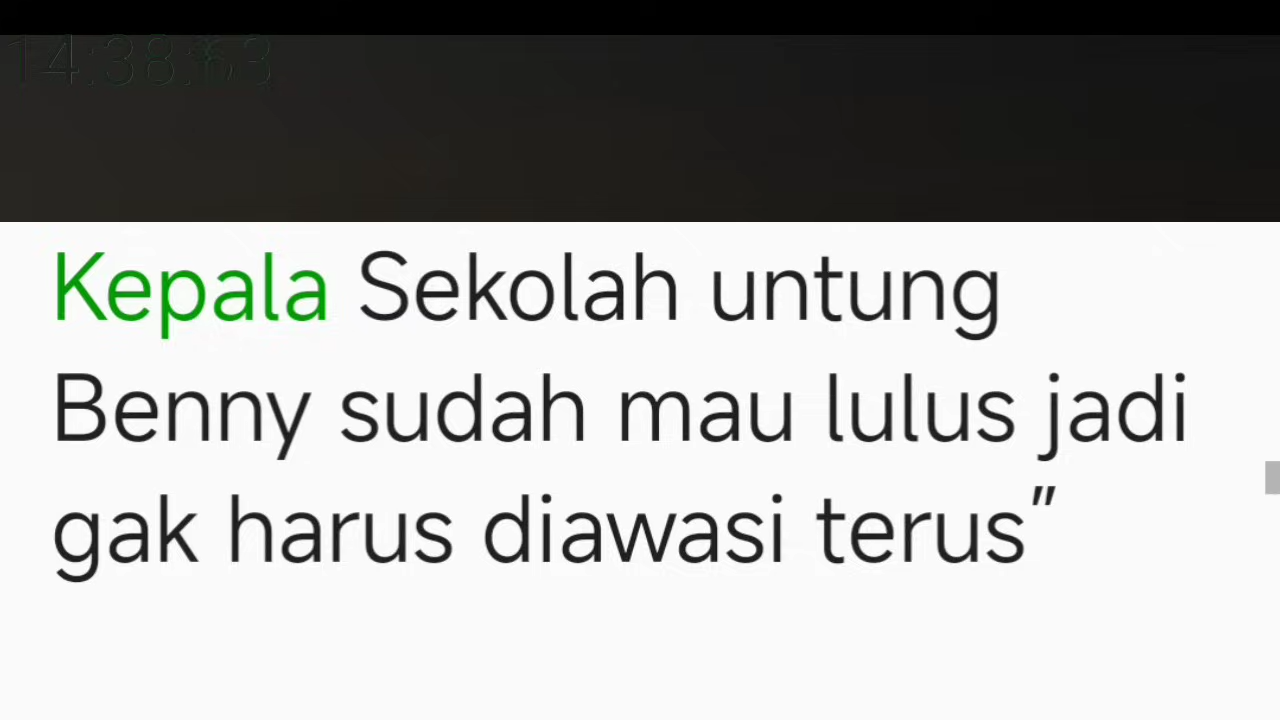 Kepala Sekolah untung
Benny sudah mau lulus jadi
gak harus diawasi terus”